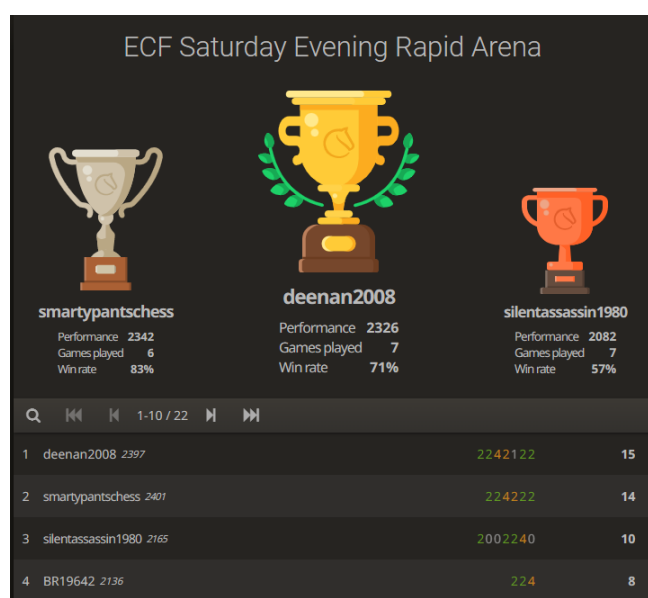 ECF Saturday Evening Rapid Arena
smartypantschess
Performance 2342
Games played 6
Win rate 83%
deenan2008
Performance 2326
Games played 7
Win rate 71%
silentassassin1980
Performance 2082
Games played 7
Win rate 57%
1-10 / 22
1 deenan2008 2397 2242122 15
2 smartypantschess 2401 224222 14
3 silentassassin1980 2165 2002240 10
4 BR19642 2136 224 8